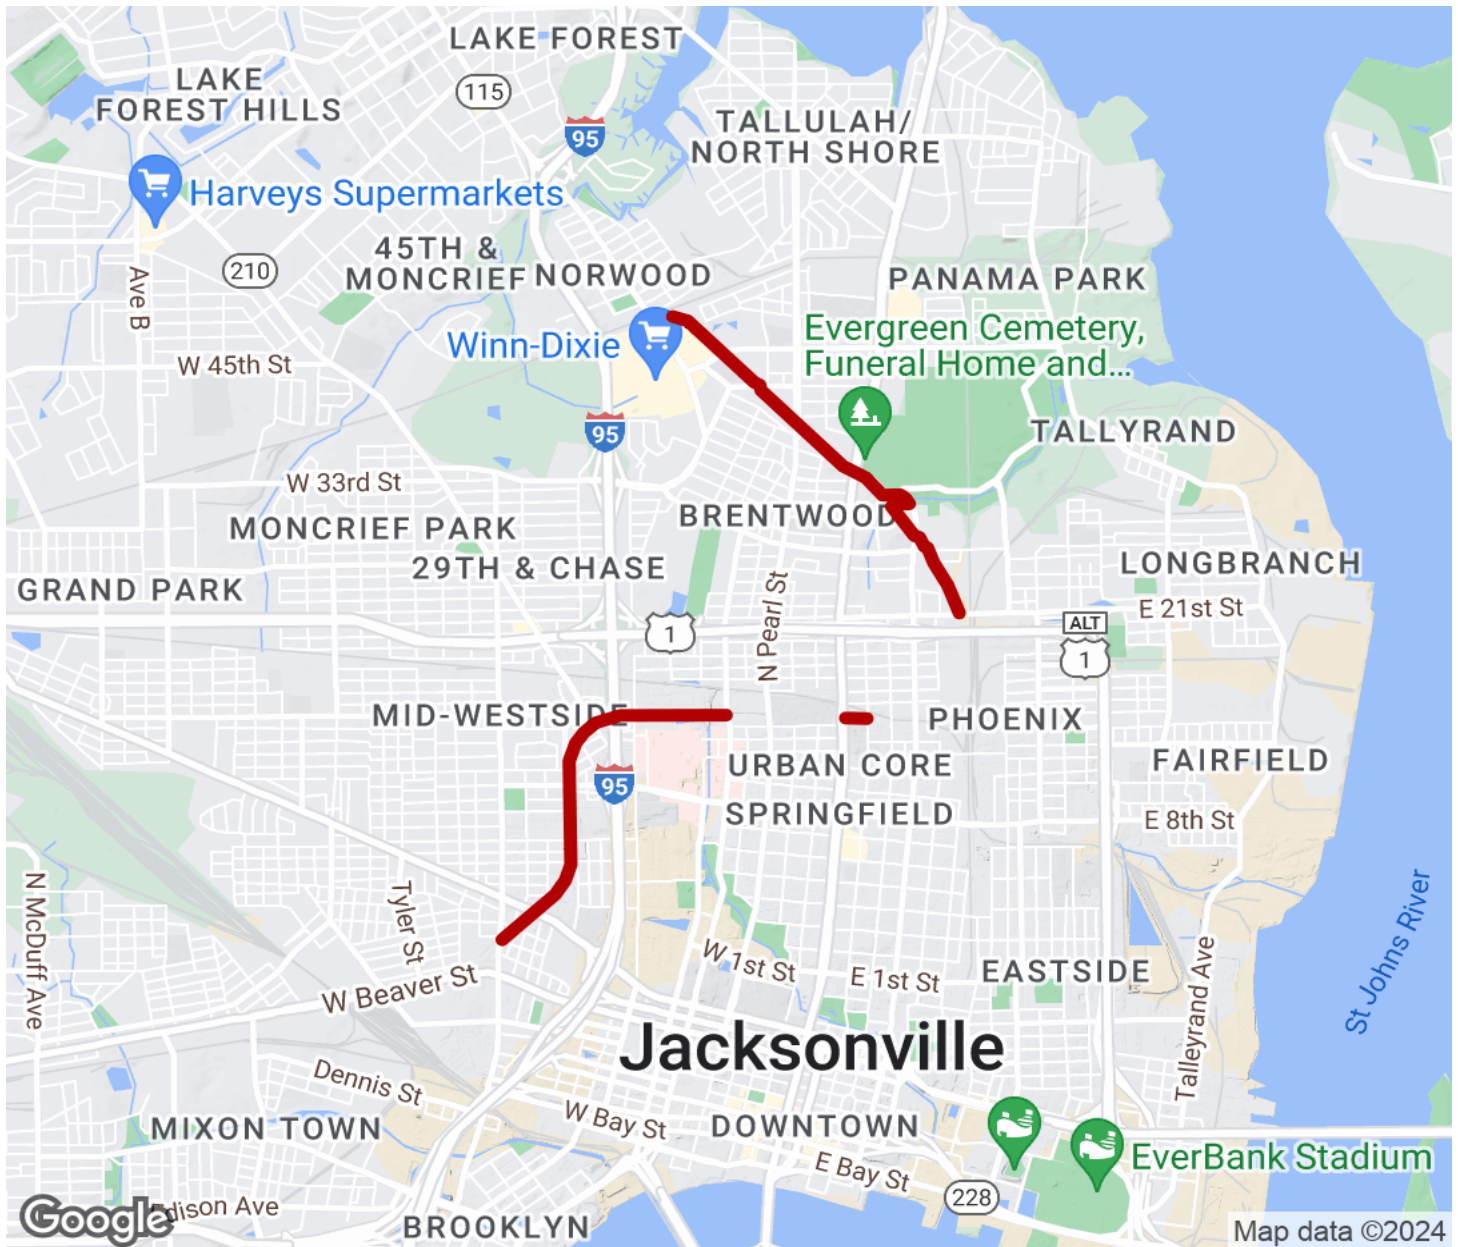 LAKE FOREST
LAKE
FOREST HILLS
115
95
TALLULAH/
NORTH SHORE
Harveys Supermarkets
45TH &
MONCRIEF
NORWOOD
210
PANAMA PARK
Ave B
Winn-Dixie
Evergreen Cemetery,
Funeral Home and...
W 45th St
95
TALLYRAND
W 33rd St
MONCRIEF PARK
BRENTWOOD
29TH & CHASE
LONGBRANCH
GRAND PARK
N Pearl St
E 21st St
1
ALT
1
MID-WESTSIDE
PHOENIX
URBAN CORE
FAIRFIELD
95
SPRINGFIELD
E 8th St
N McDuff Ave
Tyler St
St Johns River
W Beaver St
W 1st St
E 1st St
EASTSIDE
Talleyrand Ave
Jacksonville
Dennis St
MIXON TOWN
W Bay St
DOWNTOWN
E Bay St
EverBank Stadium
228
Edison Ave
Google
BROOKLYN
Map data ©2024